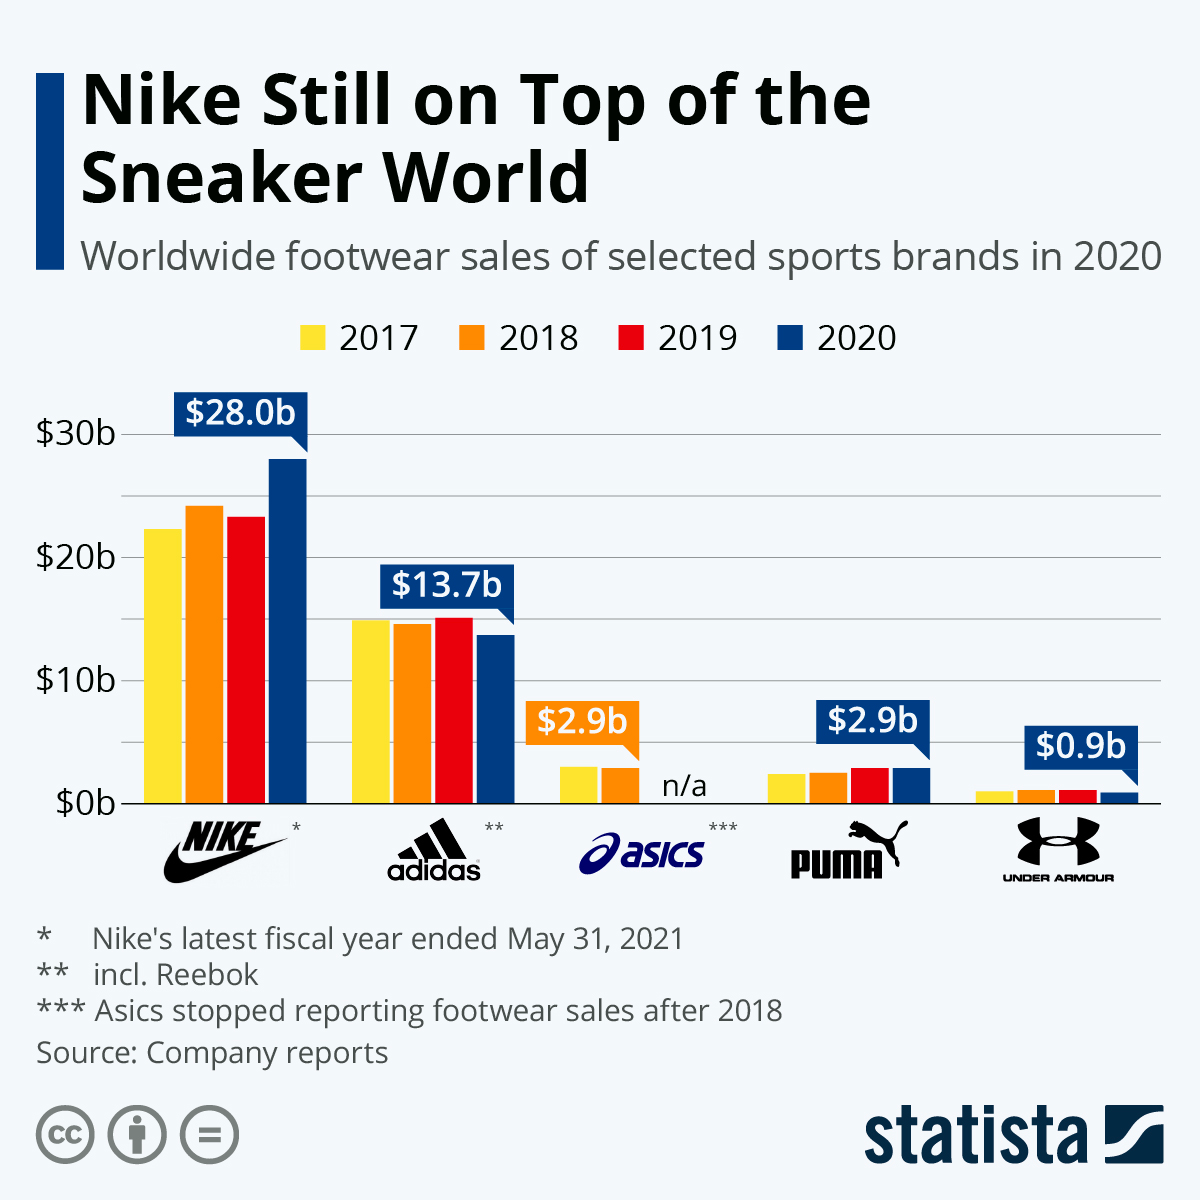 Nike Still on Top of the
Sneaker World
Worldwide footwear sales of selected sports brands in 2020
2017 2018 2019 2020
$30b
$20b
$10b
$0b
$28.0b
$13.7b
$2.9b
n/a
$2.9b
$0.9b
NIKE *
adidas **
asics ***
PUMA
UNDER ARMOUR
* Nike's latest fiscal year ended May 31, 2021
** incl. Reebok
*** Asics stopped reporting footwear sales after 2018
Source: Company reports
cc
statista